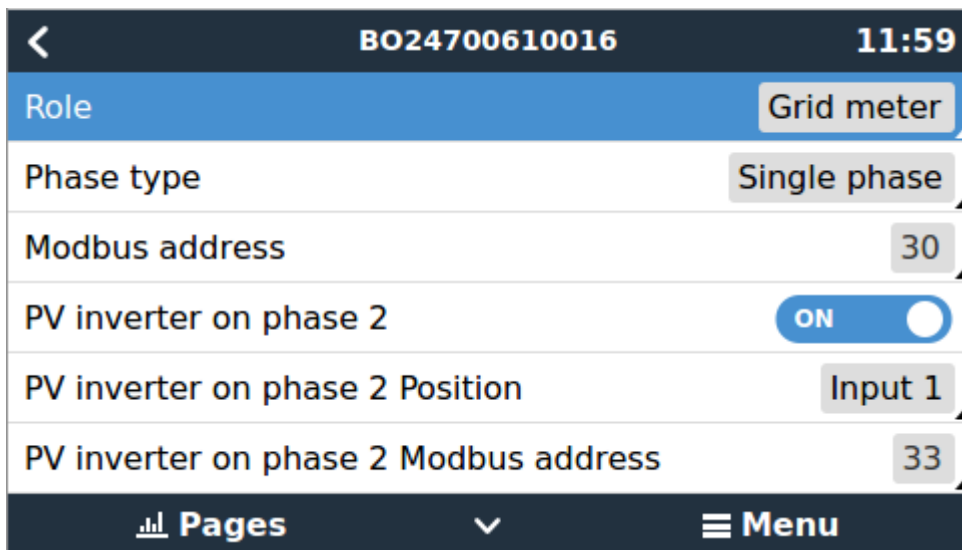 BO24700610016 11:59
Role Grid meter
Phase type Single phase
Modbus address 30
PV inverter on phase 2 ON
PV inverter on phase 2 Position Input 1
PV inverter on phase 2 Modbus address 33
Pages Menu